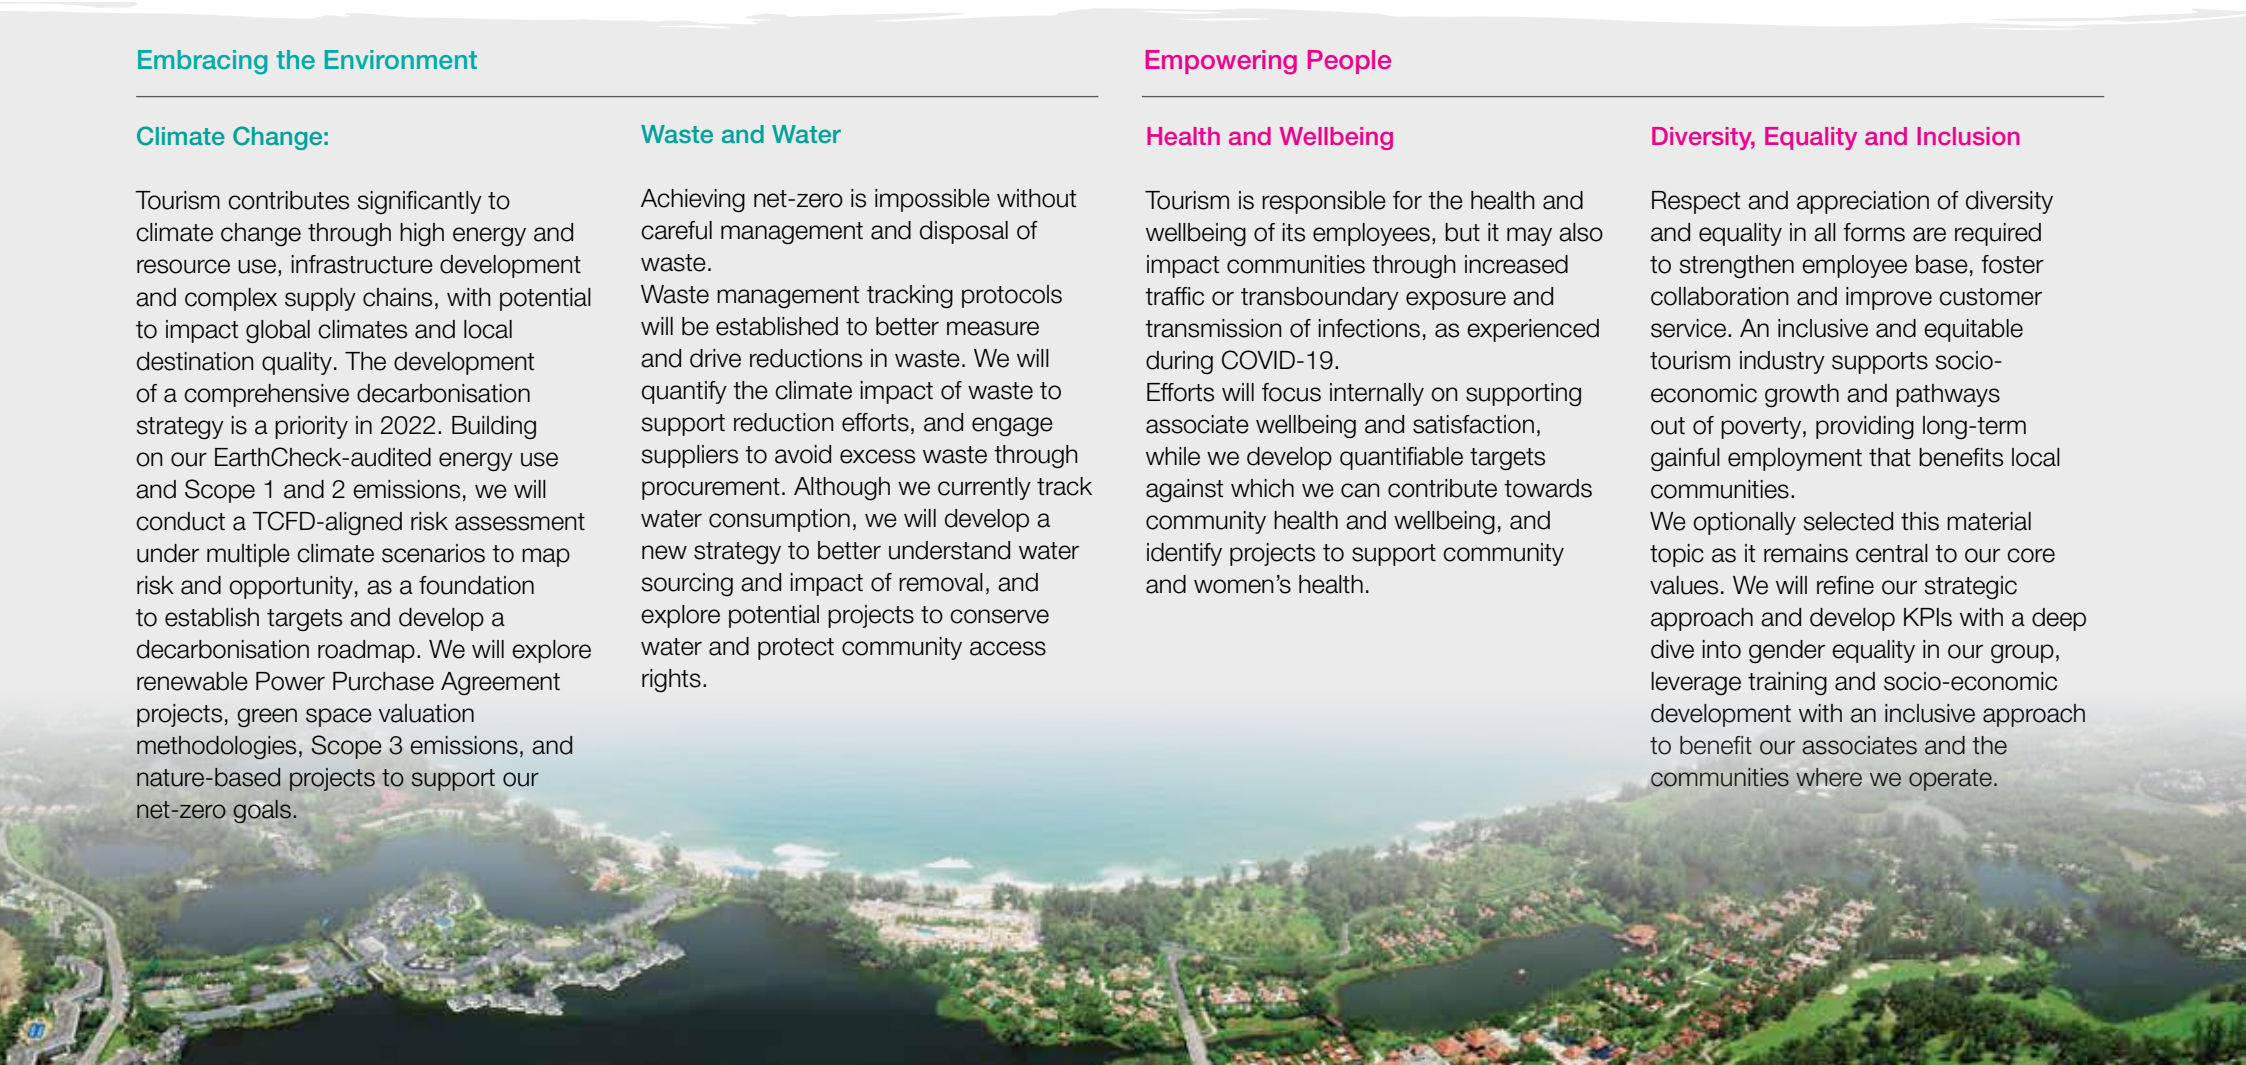 Embracing the Environment
Climate Change:
Tourism contributes significantly to
climate change through high energy and
resource use, infrastructure development
and complex supply chains, with potential
to impact global climates and local
destination quality. The development
of a comprehensive decarbonisation
strategy is a priority in 2022. Building
on our EarthCheck-audited energy use
and Scope 1 and 2 emissions, we will
conduct a TCFD-aligned risk assessment
under multiple climate scenarios to map
risk and opportunity, as a foundation
to establish targets and develop a
decarbonisation roadmap. We will explore
renewable Power Purchase Agreement
projects, green space valuation
methodologies, Scope 3 emissions, and
nature-based projects to support our
net-zero goals.
Waste and Water
Achieving net-zero is impossible without
careful management and disposal of
waste.
Waste management tracking protocols
will be established to better measure
and drive reductions in waste. We will
quantify the climate impact of waste to
support reduction efforts, and engage
suppliers to avoid excess waste through
procurement. Although we currently track
water consumption, we will develop a
new strategy to better understand water
sourcing and impact of removal, and
explore potential projects to conserve
water and protect community access
rights.
Empowering People
Health and Wellbeing
Tourism is responsible for the health and
wellbeing of its employees, but it may also
impact communities through increased
traffic or transboundary exposure and
transmission of infections, as experienced
during COVID-19.
Efforts will focus internally on supporting
associate wellbeing and satisfaction,
while we develop quantifiable targets
against which we can contribute towards
community health and wellbeing, and
identify projects to support community
and women’s health.
Diversity, Equality and Inclusion
Respect and appreciation of diversity
and equality in all forms are required
to strengthen employee base, foster
collaboration and improve customer
service. An inclusive and equitable
tourism industry supports socio-
economic growth and pathways
out of poverty, providing long-term
gainful employment that benefits local
communities.
We optionally selected this material
topic as it remains central to our core
values. We will refine our strategic
approach and develop KPIs with a deep
dive into gender equality in our group,
leverage training and socio-economic
development with an inclusive approach
to benefit our associates and the
communities where we operate.